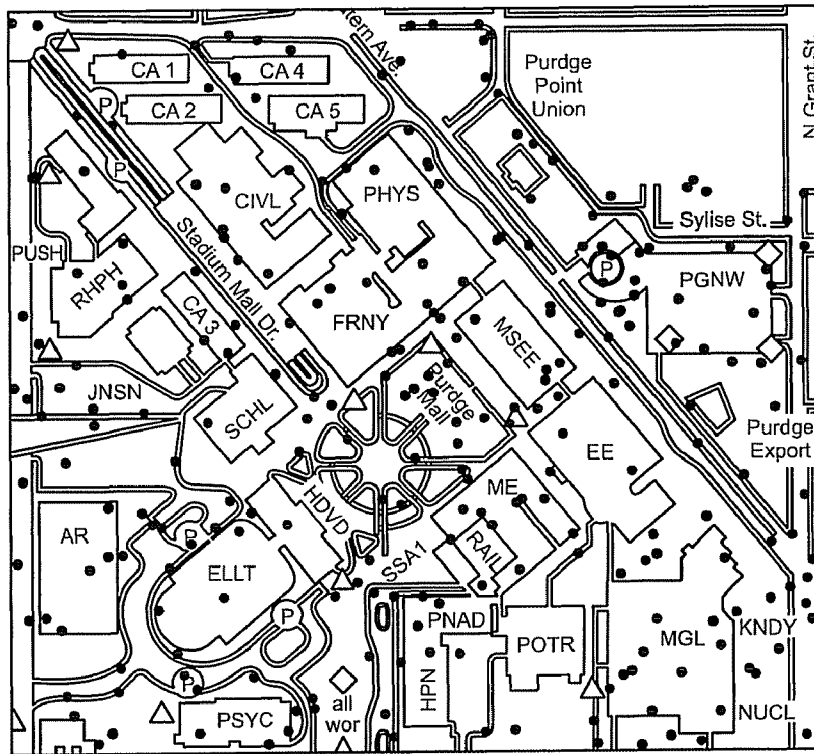 tern Ave.
N Grant St.
CA 1
CA 4
Purdge
Point
Union
P
CA 2
CA 5
P
CIVL
PHYS
Sylise St.
PUSH
Stadium Mall Dr.
RHPH
P
PGNW
CA 3
FRNY
MSEE
JNSN
Purdge
Mall
SCHL
Purdge
Export
EE
HDVD
ME
AR
P
SSA1
RAIL
ELLT
P
PNAD
POTR
MGL
KNDY
HPN
P
all
wor
PSYC
NUCL